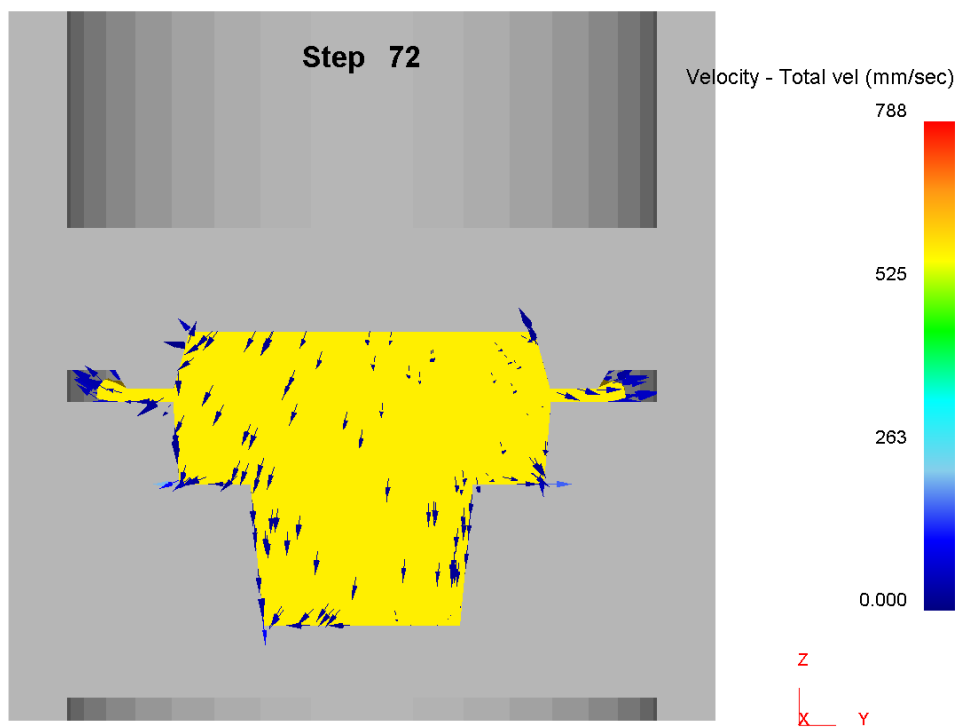 Step 72
Velocity - Total vel (mm/sec)
788
525
263
0.000
Z
X Y